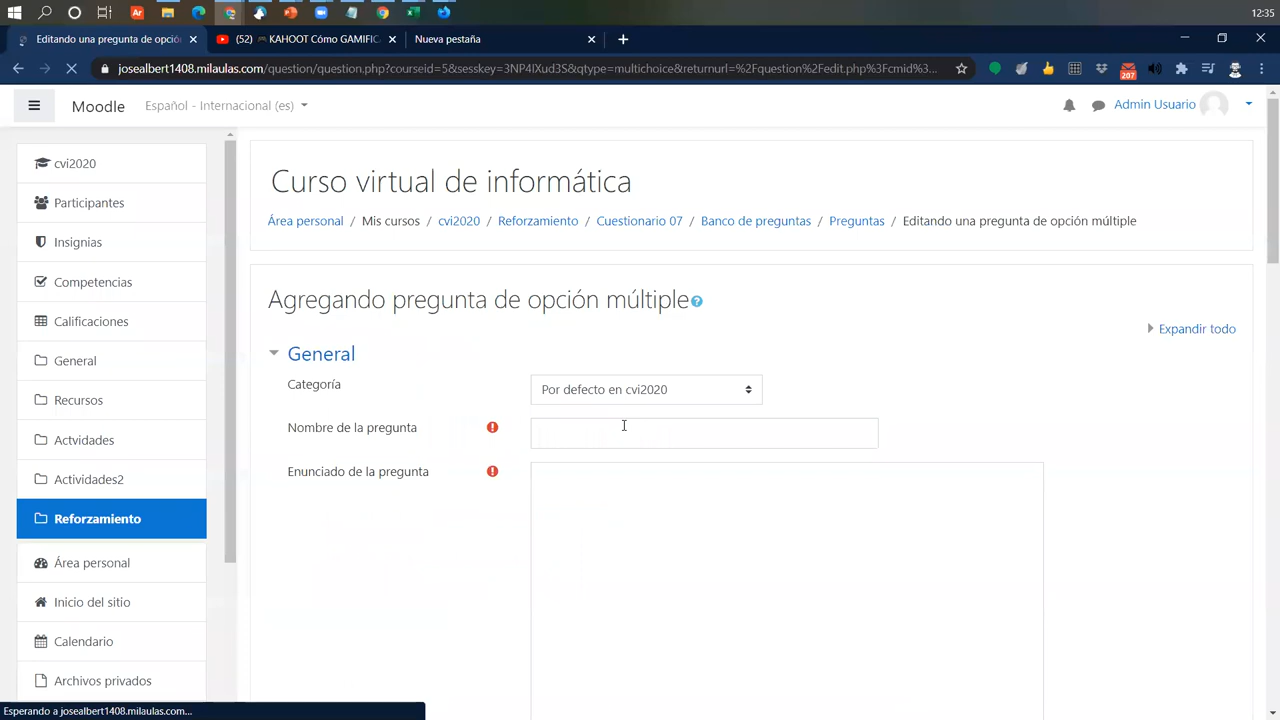 12:35
Editando una pregunta de opció
(52) 🎮 KAHOOT Cómo GAMIFIC
Nueva pestaña
josealbert1408.milaulas.com/question/question.php?courseid=5&sesskey=3NP4lXud3S&qtype=multichoice&returnurl=%2Fquestion%2Fedit.php%3Fcmid%3...
207
Moodle
Español - Internacional (es)
Admin Usuario
cvi2020
Participantes
Insignias
Competencias
Calificaciones
General
Recursos
Actvidades
Actividades2
Reforzamiento
Área personal
Inicio del sitio
Calendario
Archivos privados
Curso virtual de informática
Área personal / Mis cursos / cvi2020 / Reforzamiento / Cuestionario 07 / Banco de preguntas / Preguntas / Editando una pregunta de opción múltiple
Agregando pregunta de opción múltiple
Expandir todo
General
Categoría
Por defecto en cvi2020
Nombre de la pregunta
Enunciado de la pregunta
Esperando a josealbert1408.milaulas.com...